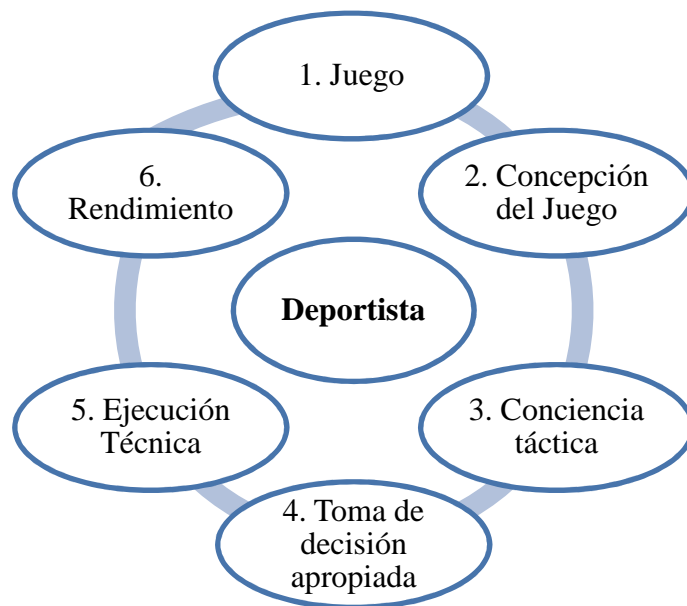 1. Juego
2. Concepción
del Juego
3. Conciencia
táctica
4. Toma de
decisión
apropiada
5. Ejecución
Técnica
6.
Rendimiento
Deportista